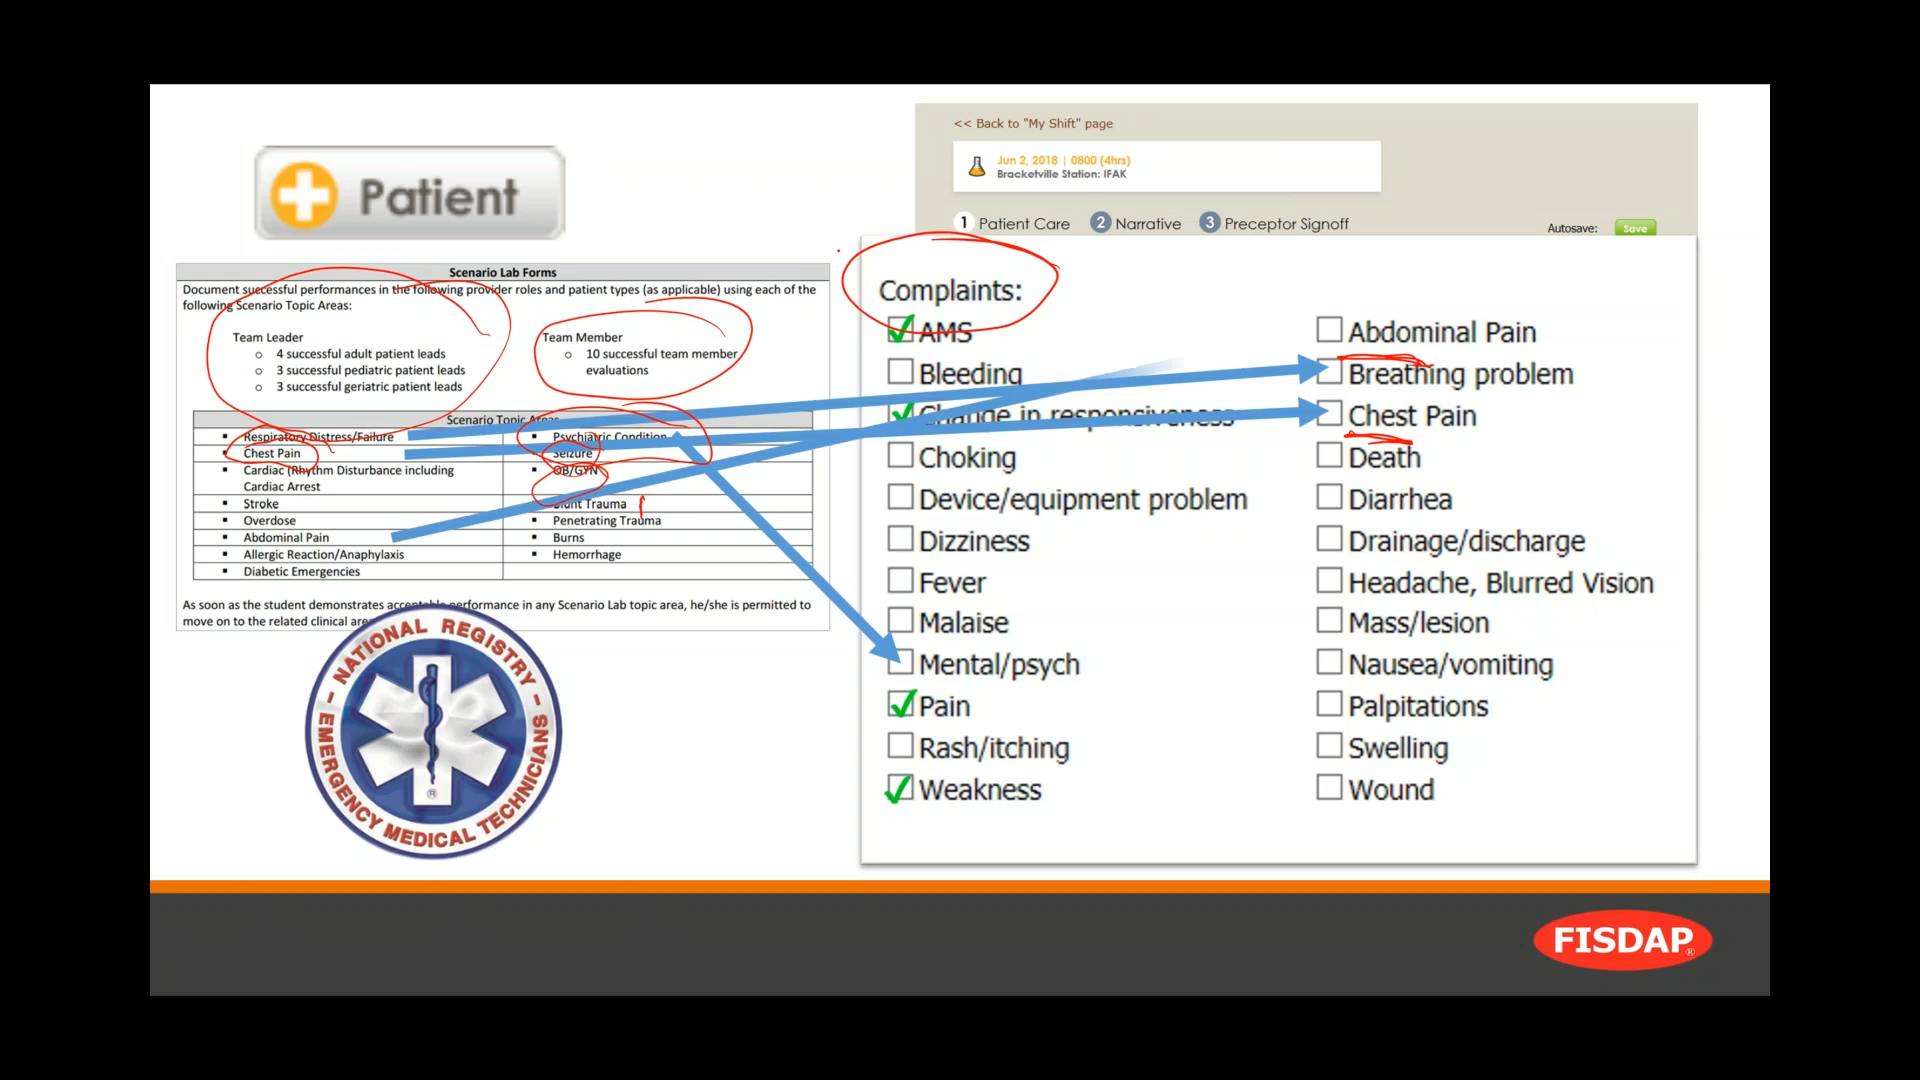 Patient
Scenario Lab Forms
Document successful performances in the following provider roles and patient types (as applicable) using each of the
following Scenario Topic Areas:
Team Leader
4 successful adult patient leads
3 successful pediatric patient leads
3 successful geriatric patient leads
Team Member
10 successful team member
evaluations
Scenario Topic Areas
Respiratory Distress/Failure
Chest Pain
Cardiac (Rhythm Disturbance including
Cardiac Arrest
Stroke
Overdose
Abdominal Pain
Allergic Reaction/Anaphylaxis
Diabetic Emergencies
Psychiatric Condition
Seizure
OB/GYN
Blunt Trauma
Penetrating Trauma
Burns
Hemorrhage
As soon as the student demonstrates acceptable performance in any Scenario Lab topic area, he/she is permitted to
move on to the related clinical
NATIONAL REGISTRY
EMERGENCY MEDICAL TECHNICIANS
®
<< Back to "My Shift" page
Jun 2, 2018 | 0800 (4hrs)
Bracketville Station: IFAK
1 Patient Care 2 Narrative 3 Preceptor Signoff
Autosave: Save
Complaints:
AMS
Bleeding
Change in responsiveness
Choking
Device/equipment problem
Dizziness
Fever
Malaise
Mental/psych
Pain
Rash/itching
Weakness
Abdominal Pain
Breathing problem
Chest Pain
Death
Diarrhea
Drainage/discharge
Headache, Blurred Vision
Mass/lesion
Nausea/vomiting
Palpitations
Swelling
Wound
FISDAP®